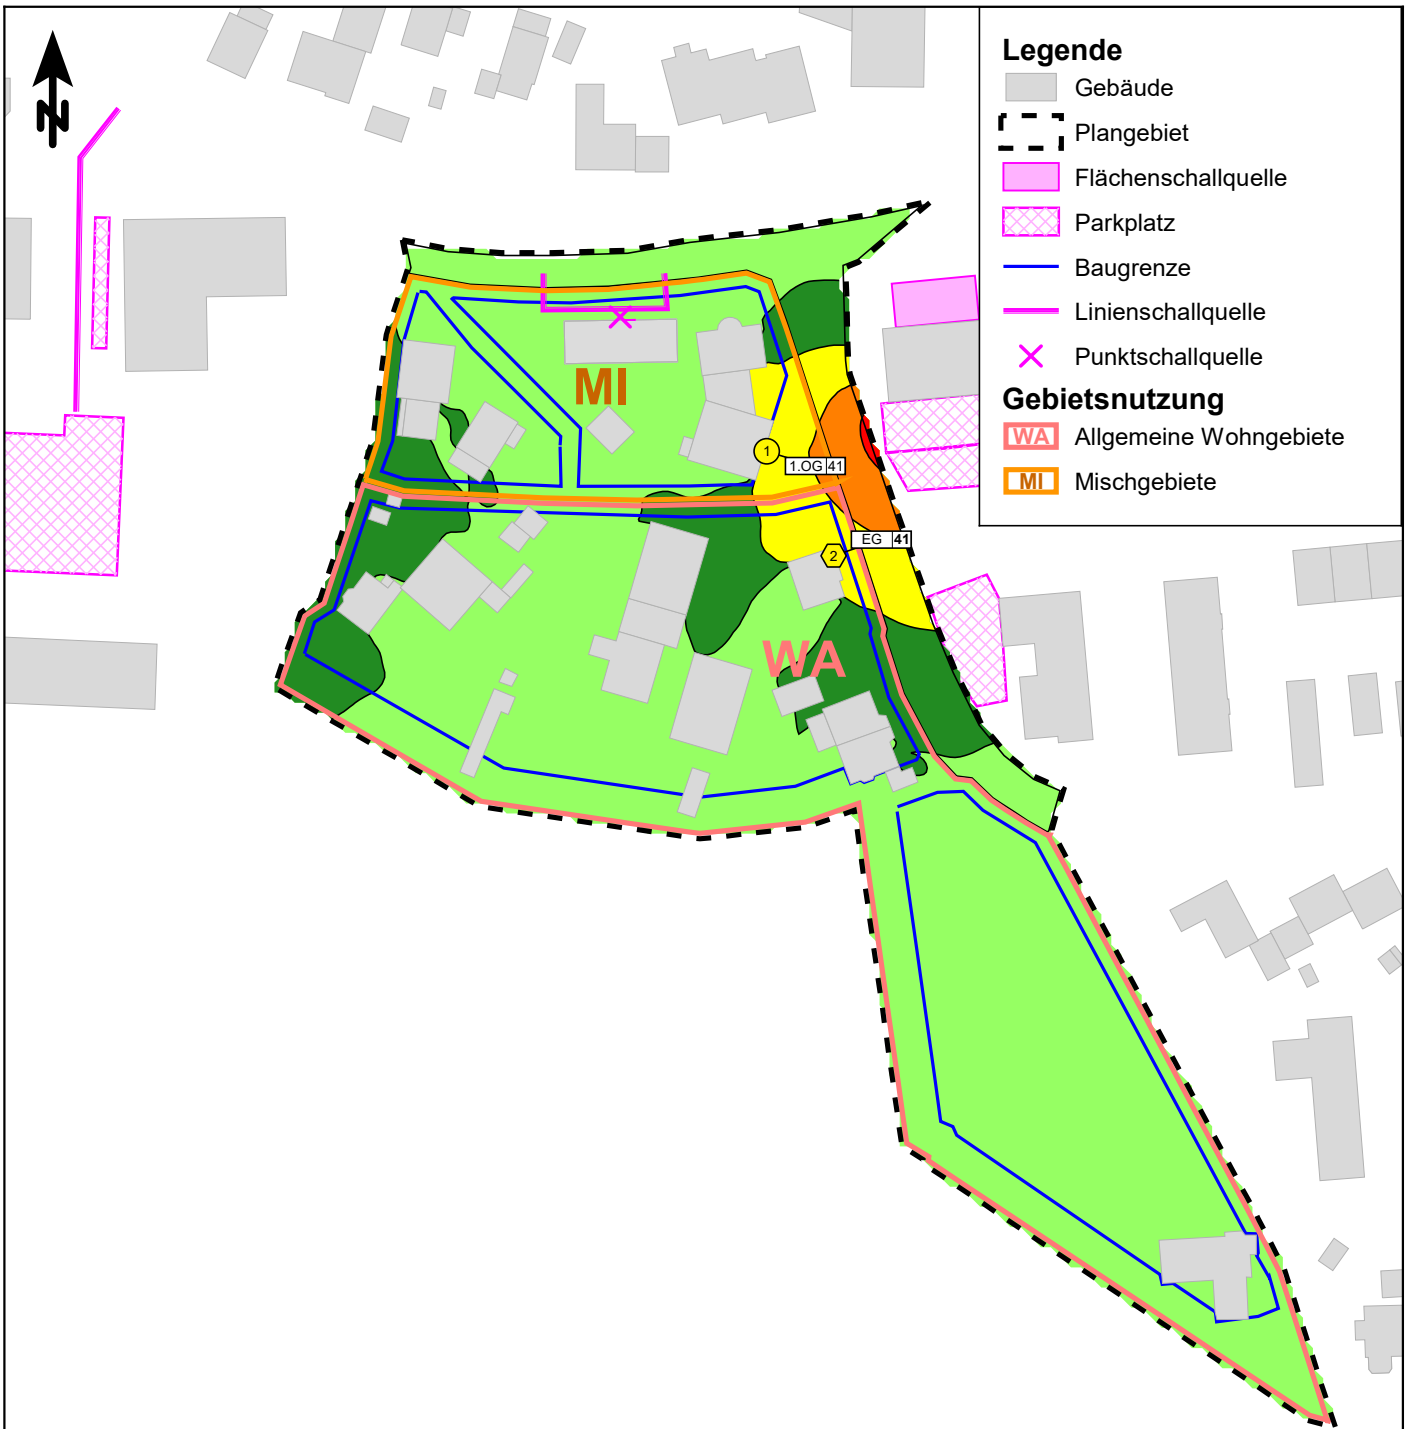 N
Legende
Gebäude
Plangebiet
Flächenschallquelle
Parkplatz
Baugrenze
Linienschallquelle
Punktschallquelle
Gebietsnutzung
WA Allgemeine Wohngebiete
MI Mischgebiete
MI
1
1.OG 41
EG 41
2
WA